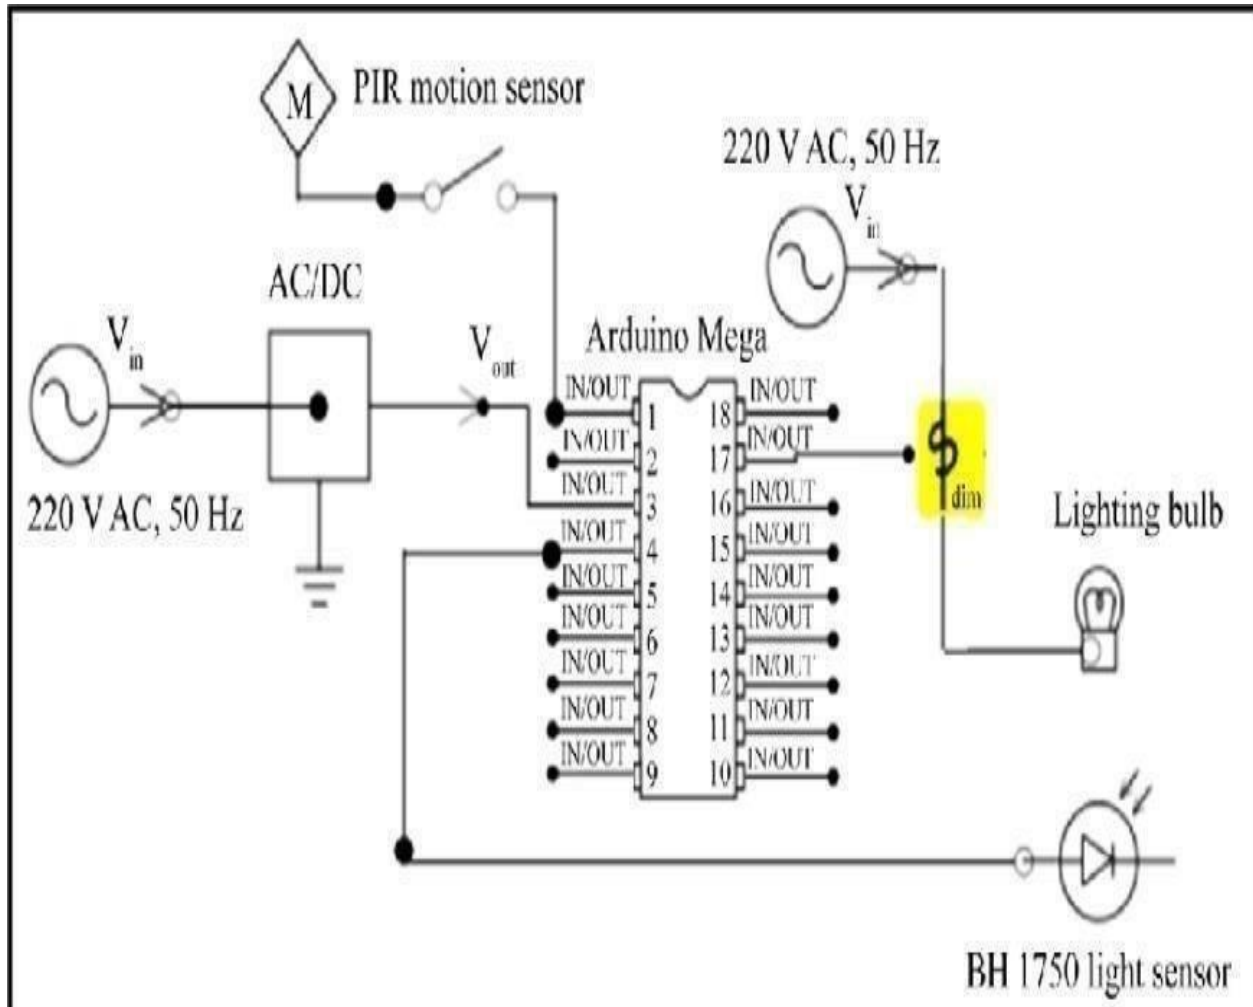 M
PIR motion sensor
220 V AC, 50 Hz
V in
AC/DC
V in
V out
Arduino Mega
220 V AC, 50 Hz
IN/OUT 1 18 IN/OUT
IN/OUT 2 17 IN/OUT
IN/OUT 3 16 IN/OUT
IN/OUT 4 15 IN/OUT
IN/OUT 5 14 IN/OUT
IN/OUT 6 13 IN/OUT
IN/OUT 7 12 IN/OUT
IN/OUT 8 11 IN/OUT
IN/OUT 9 10 IN/OUT
$ dim
Lighting bulb
BH 1750 light sensor